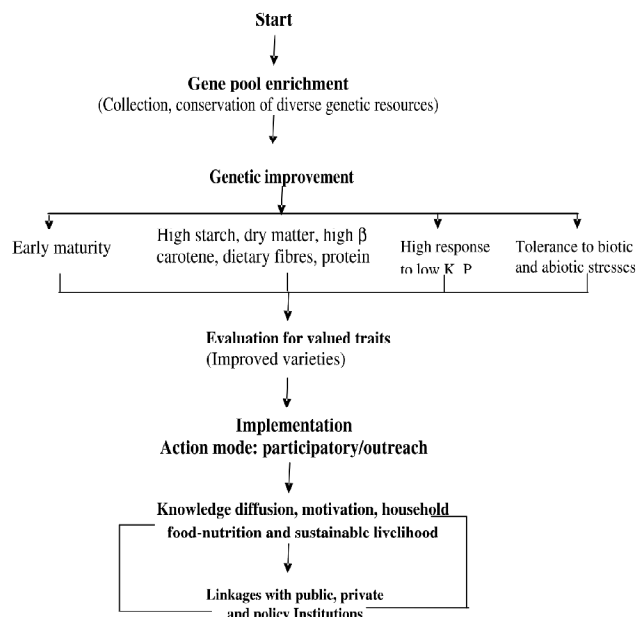 Start
Gene pool enrichment
(Collection, conservation of diverse genetic resources)
Genetic improvement
Early maturity
High starch, dry matter, high β
carotene, dietary fibres, protein
High response
to low K, P
Tolerance to biotic
and abiotic stresses
Evaluation for valued traits
(Improved varieties)
Implementation
Action mode: participatory/outreach
Knowledge diffusion, motivation, household
food-nutrition and sustainable livelihood
Linkages with public, private
and policy Institutions